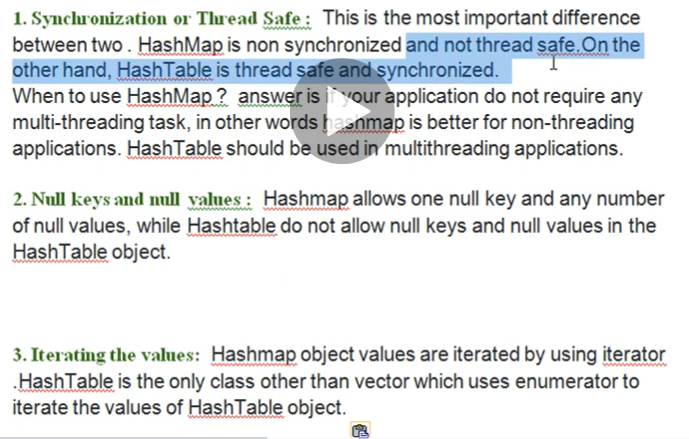 1. Synchronization or Thread Safe : This is the most important difference
between two . HashMap is non synchronized and not thread safe.On the
other hand, HashTable is thread safe and synchronized.
When to use HashMap ? answer is if your application do not require any
multi-threading task, in other words hashmap is better for non-threading
applications. HashTable should be used in multithreading applications.
2. Null keys and null values : Hashmap allows one null key and any number
of null values, while Hashtable do not allow null keys and null values in the
HashTable object.
3. Iterating the values: Hashmap object values are iterated by using iterator
.HashTable is the only class other than vector which uses enumerator to
iterate the values of HashTable object.